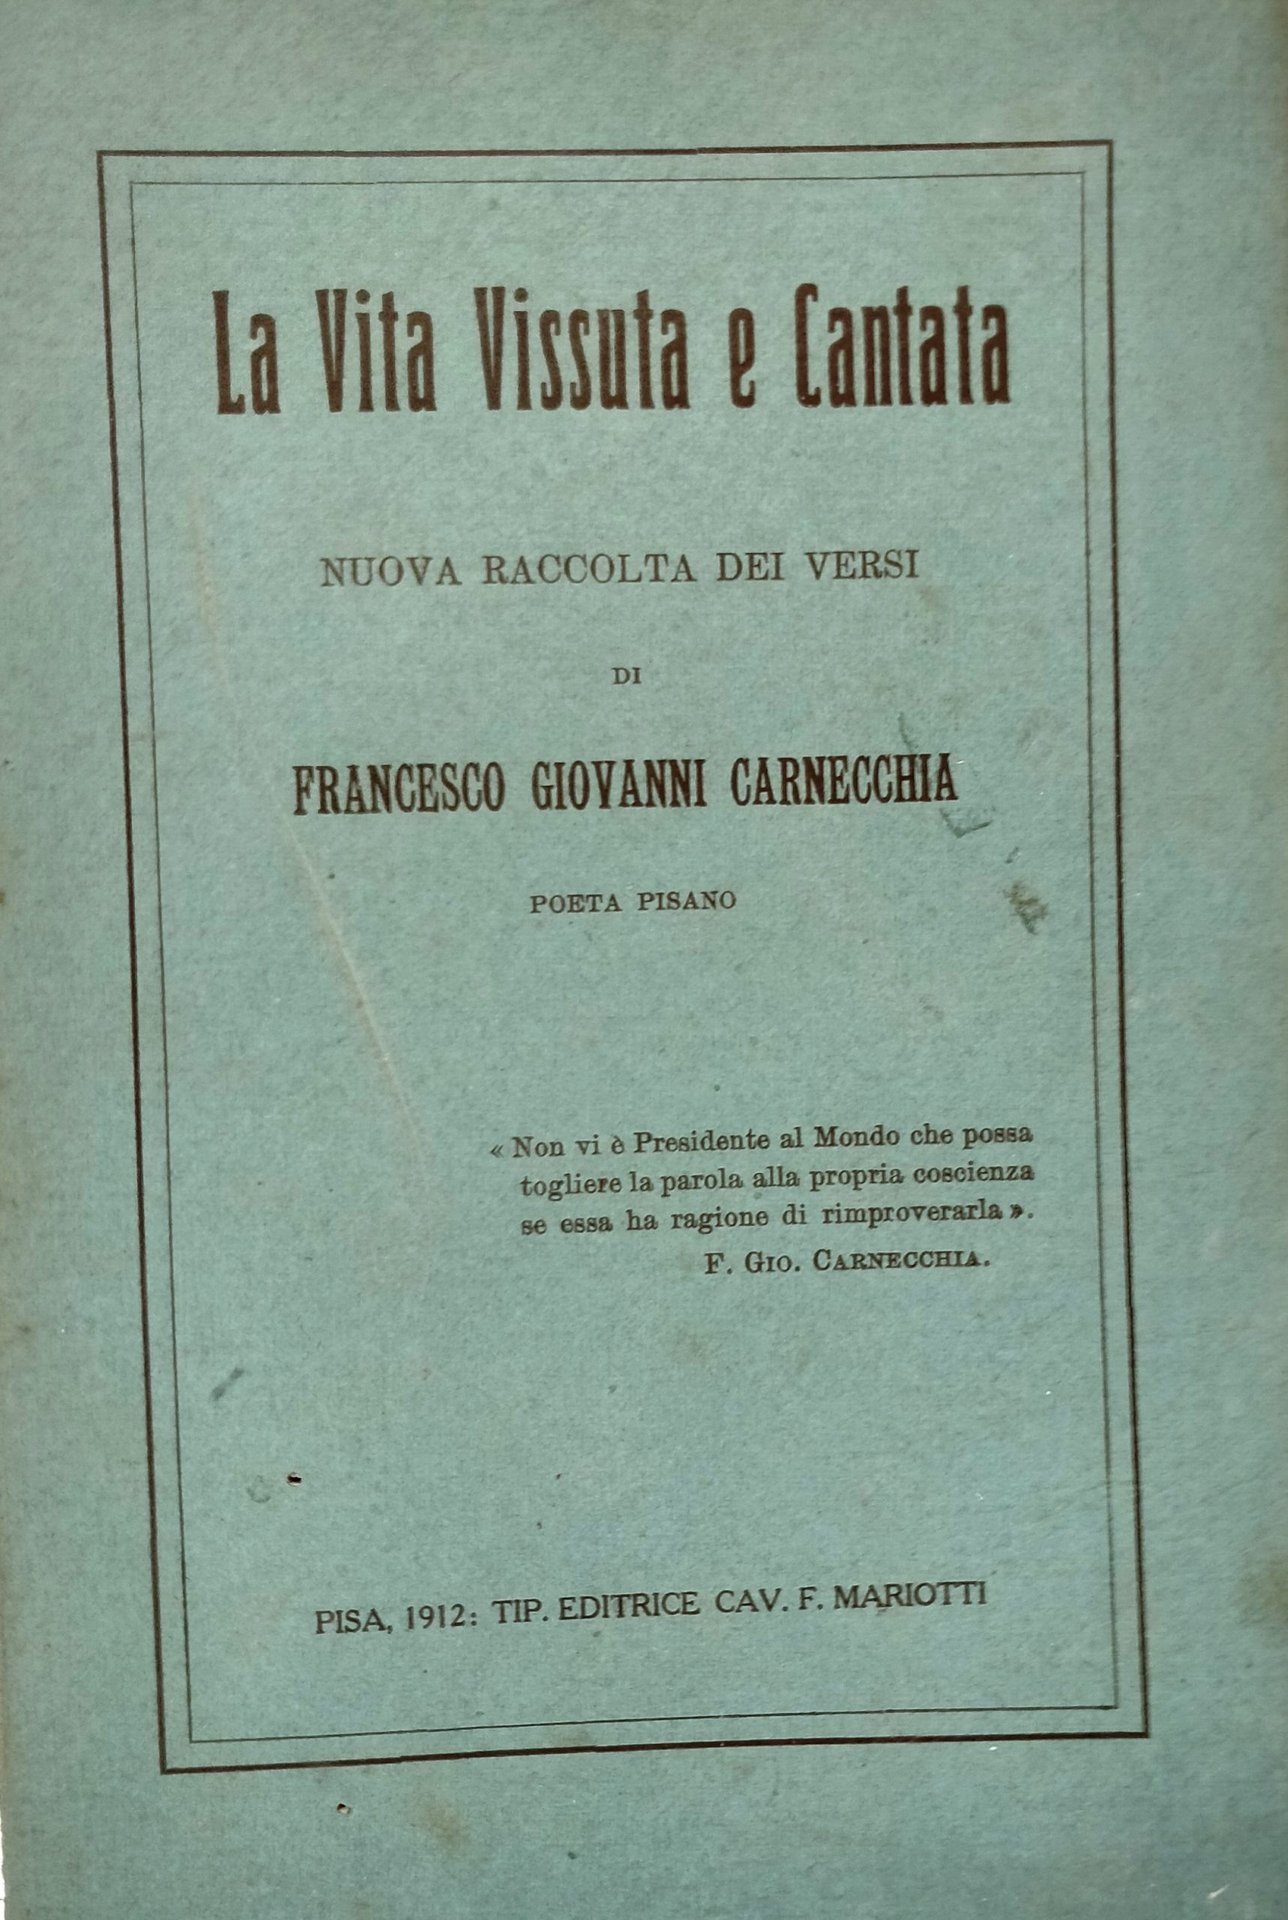 La Vita Vissuta e Cantata
NUOVA RACCOLTA DEI VERSI
DI
FRANCESCO GIOVANNI CARNECCHIA
POETA PISANO
« Non vi è Presidente al Mondo che possa
togliere la parola alla propria coscienza
se essa ha ragione di rimproverarla ».
F. GIO. CARNECCHIA.
PISA, 1912: TIP. EDITRICE CAV. F. MARIOTTI